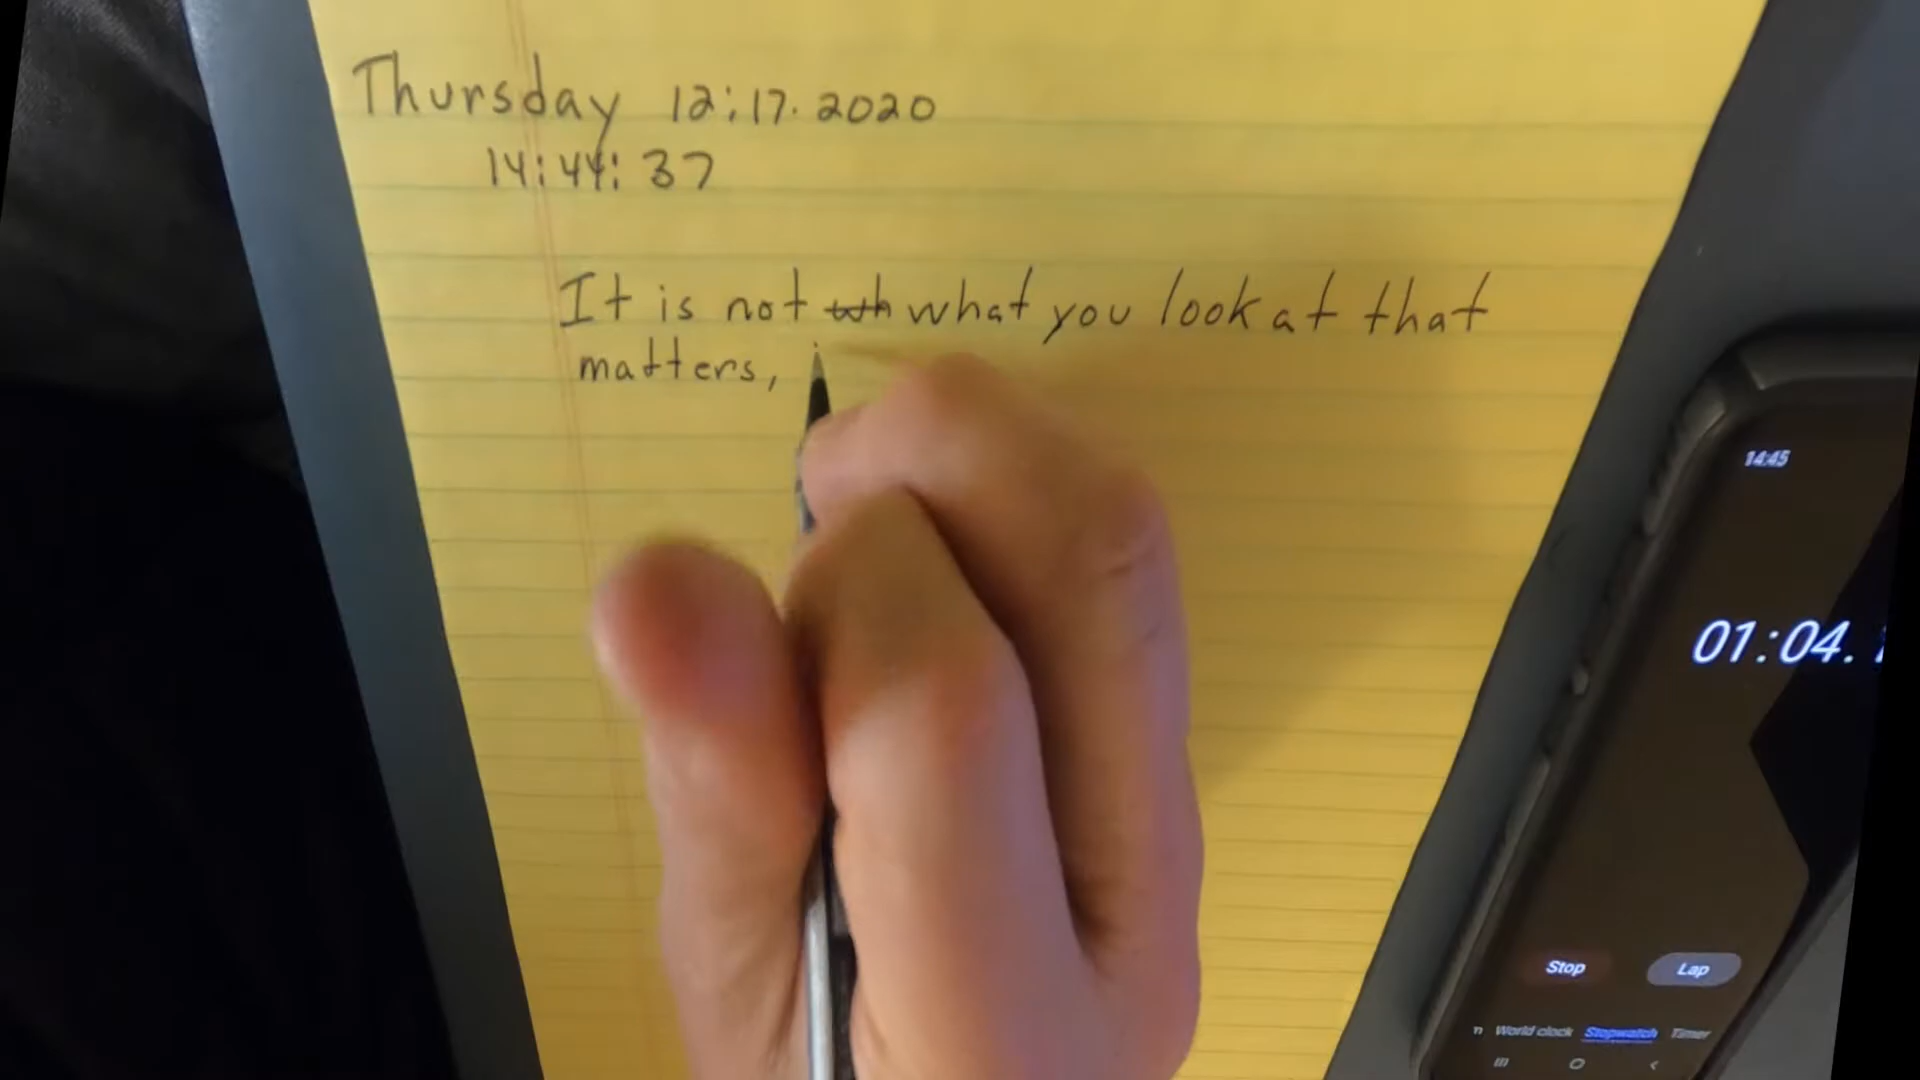 Thursday 12:17.2020
14:44:37
It is not wh what you look at that
matters,
14:45
01:04.
Stop Lap
World clock Stopwatch Timer